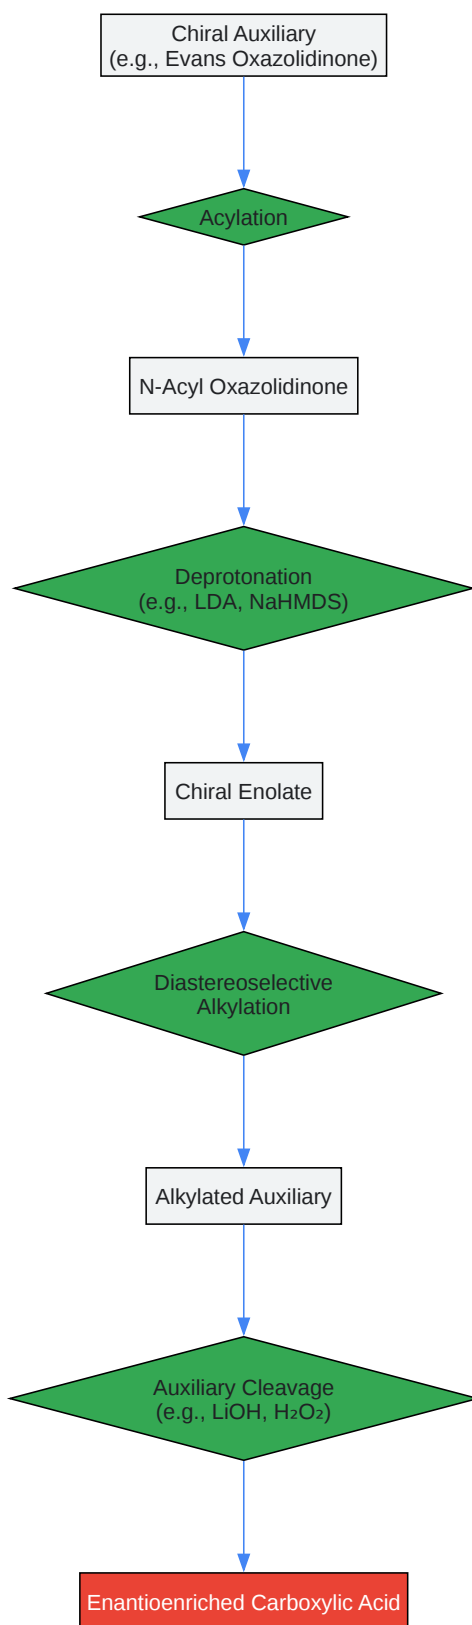 Chiral Auxiliary
(e.g., Evans Oxazolidinone)
Acylation
N-Acyl Oxazolidinone
Deprotonation
(e.g., LDA, NaHMDS)
Chiral Enolate
Diastereoselective
Alkylation
Alkylated Auxiliary
Auxiliary Cleavage
(e.g., LiOH, H₂O₂)
Enantioenriched Carboxylic Acid